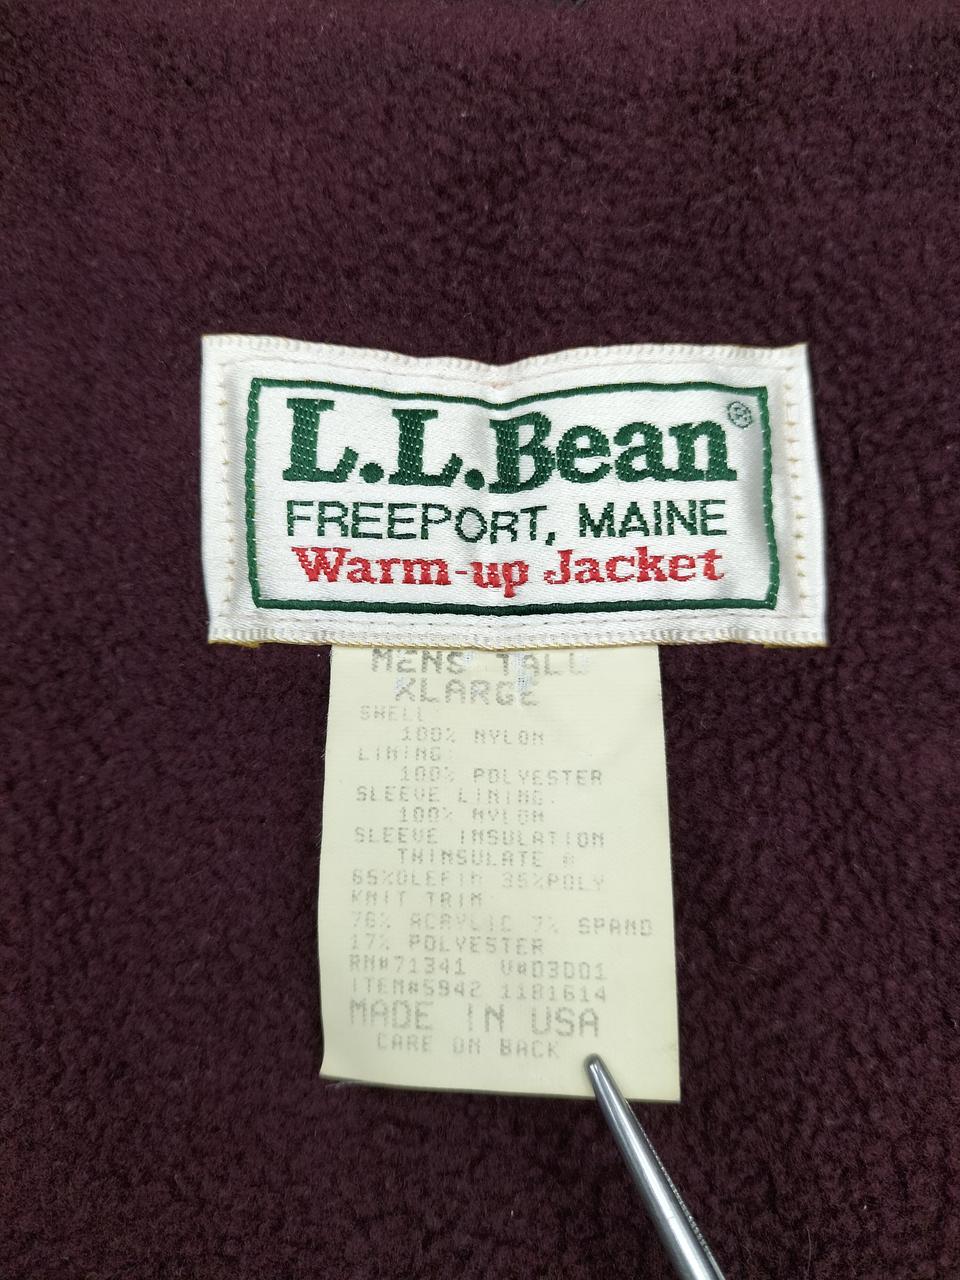 L.L.Bean®
FREEPORT, MAINE
Warm-up Jacket
MENS TALL
XLARGE
SHELL
100% NYLON
LINING:
100% POLYESTER
SLEEVE LINING:
100% NYLON
SLEEVE INSULATION
THINSULATE ®
65%OLEFIN 35%POLY
KNIT TRIM
76% ACRYLIC 7% SPAND
17% POLYESTER
RN#71341 V#D3D01
ITEM#5942 1181614
MADE IN USA
CARE ON BACK